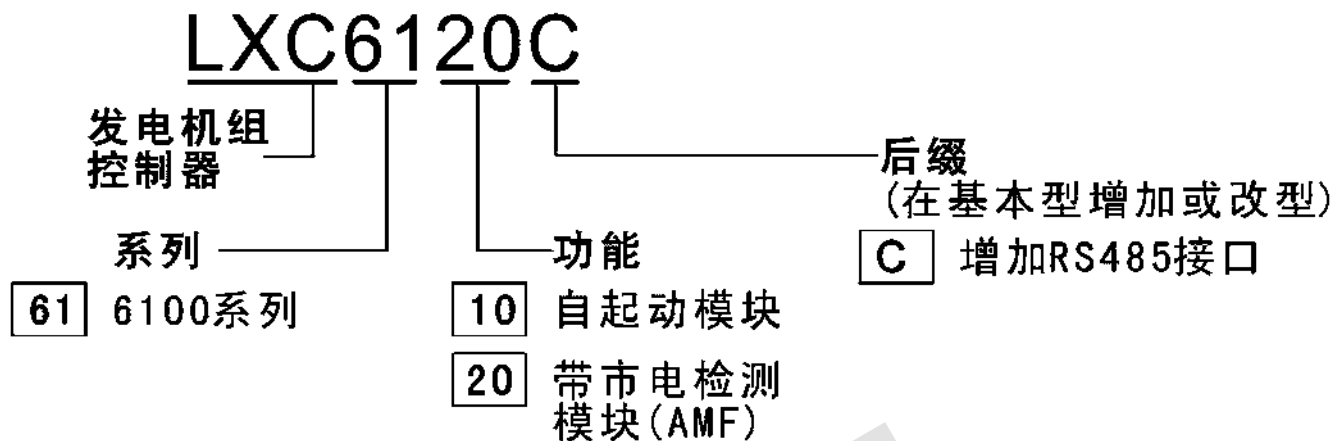 LXC6120C
发电机组
控制器
后缀
(在基本型增加或改型)
系列
功能
C 增加RS485接口
61 6100系列
10 自起动模块
20 带市电检测
模块(AMF)